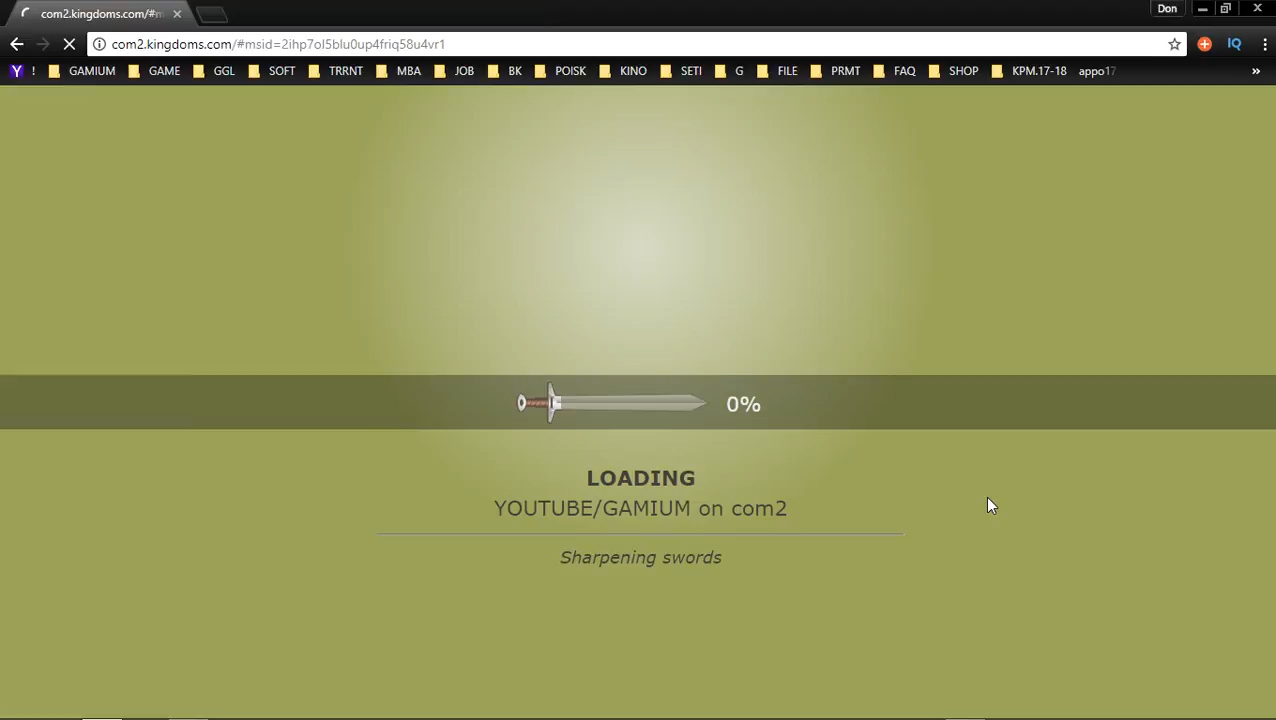 com2.kingdoms.com/#m
Don
com2.kingdoms.com/#msid=2ihp7ol5blu0up4friq58u4vr1
IQ
Y ! GAMIUM GAME GGL SOFT TRRNT MBA JOB BK POISK KINO SETI G FILE PRMT FAQ SHOP KPM.17-18 appo17 »
0%
LOADING
YOUTUBE/GAMIUM on com2
Sharpening swords